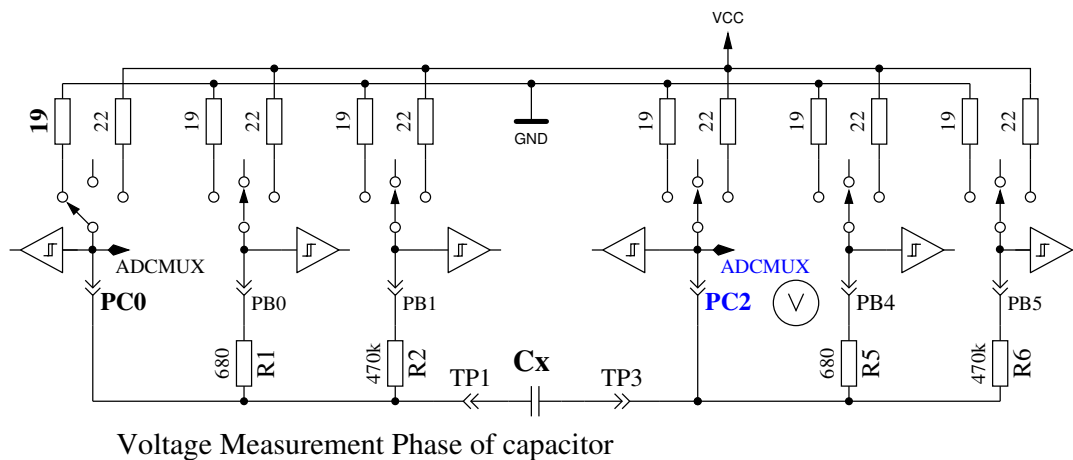 VCC
19
22
19
22
19
22
GND
19
22
19
22
19
22
ADCMUX
ADCMUX
PC0
PB0
PB1
PC2
V
PB4
PB5
680
R1
470k
R2
TP1
Cx
TP3
680
R5
470k
R6
Voltage Measurement Phase of capacitor